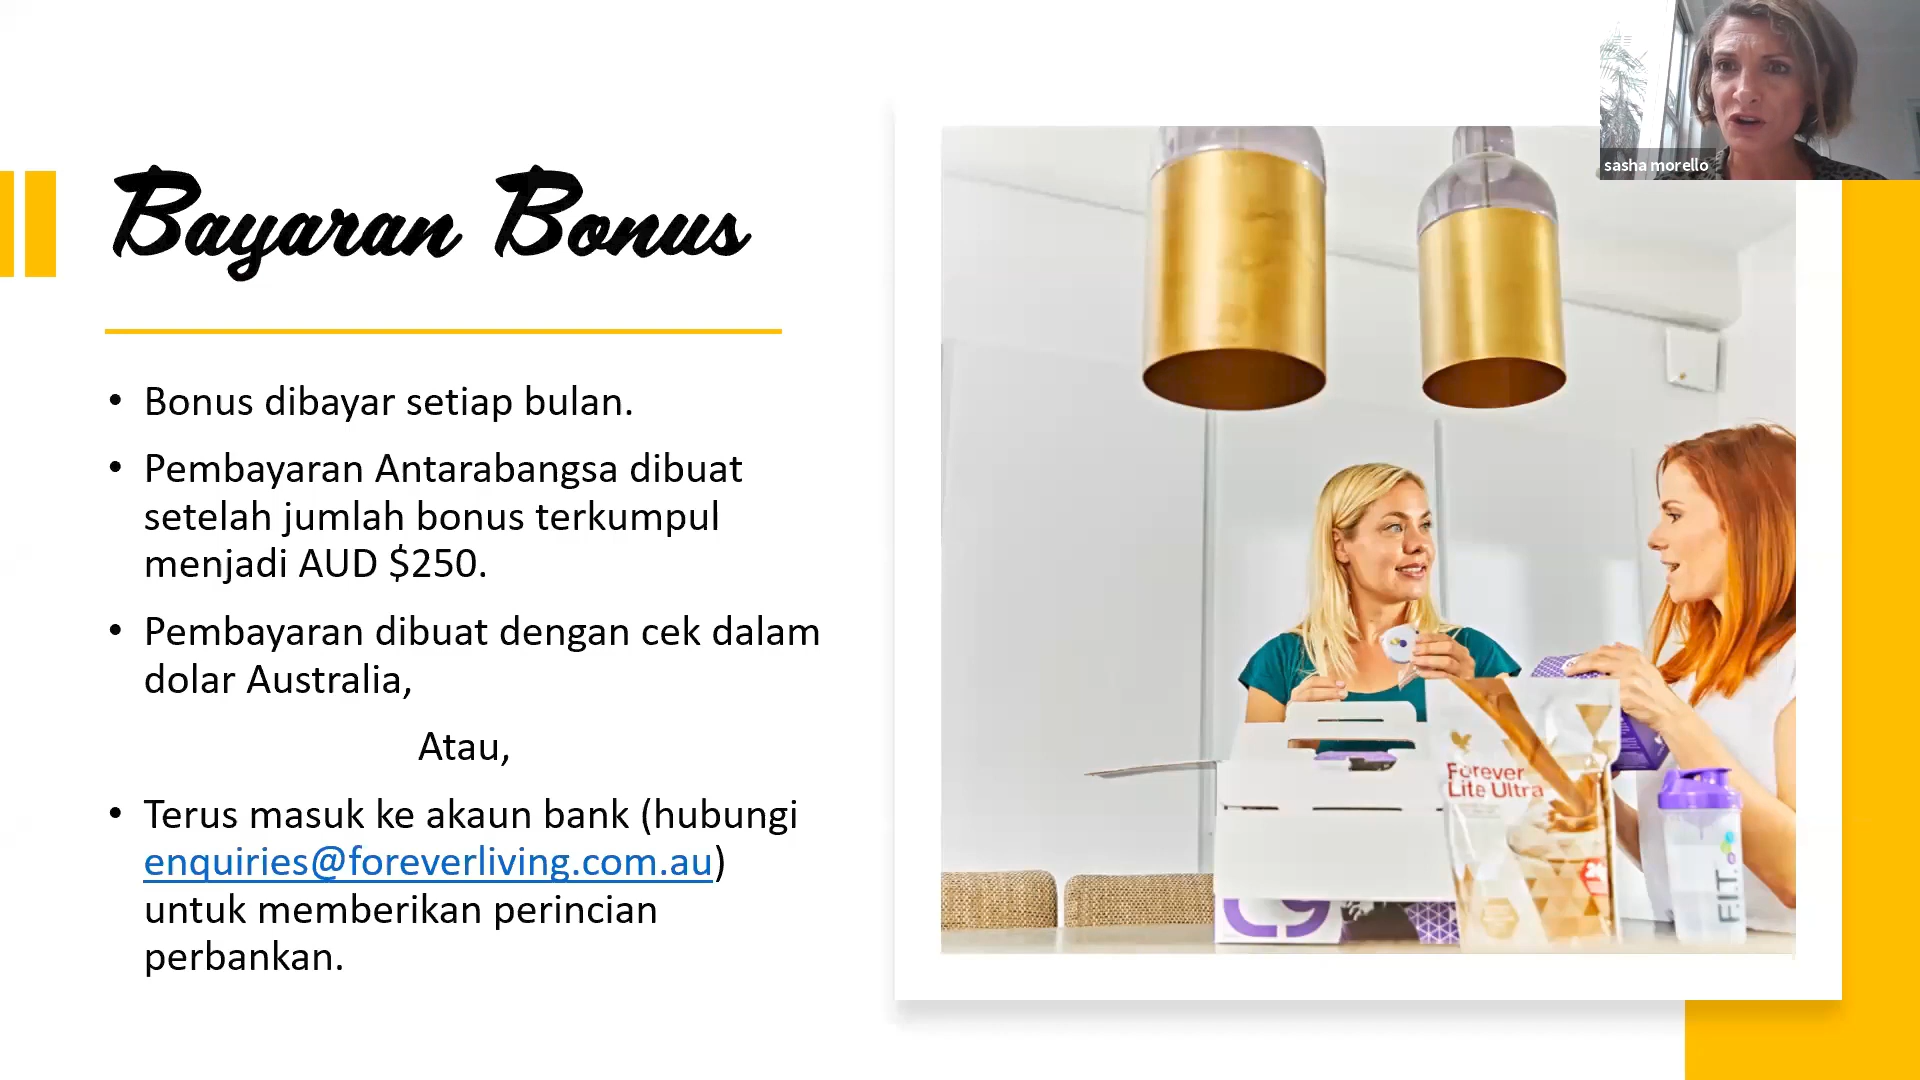 sasha morello
Bayaran Bonus
• Bonus dibayar setiap bulan.
• Pembayaran Antarabangsa dibuat
setelah jumlah bonus terkumpul
menjadi AUD $250.
• Pembayaran dibuat dengan cek dalam
dolar Australia,
Atau,
• Terus masuk ke akaun bank (hubungi
enquiries@foreverliving.com.au)
untuk memberikan perincian
perbankan.
Forever
Lite Ultra
F.I.T.
C9